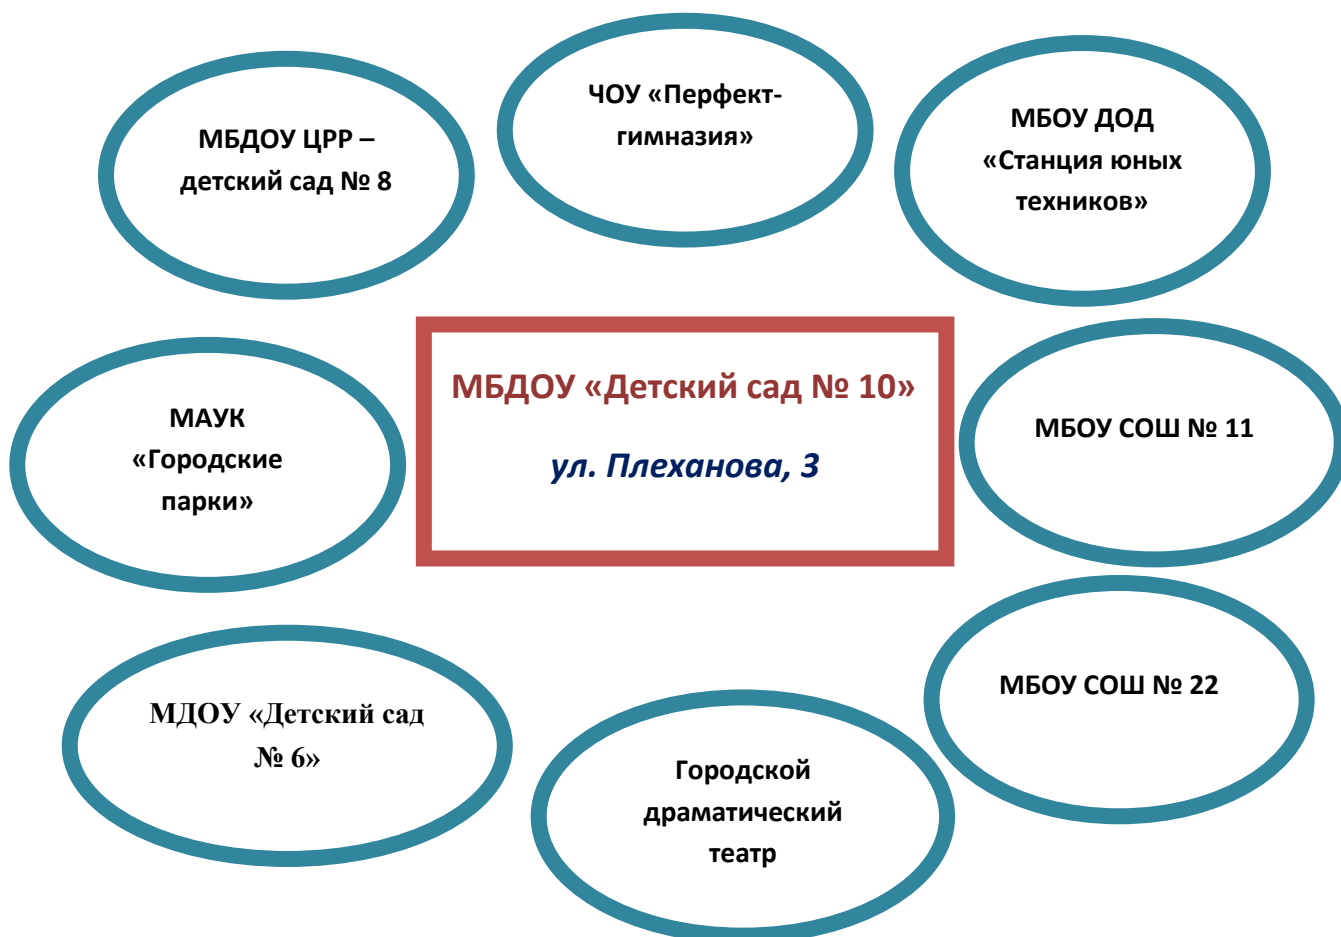 ЧОУ «Перфект-
гимназия»
МБДОУ ЦРР –
детский сад № 8
МБОУ ДОД
«Станция юных
техников»
МБДОУ «Детский сад № 10»
ул. Плеханова, 3
МАУК
«Городские
парки»
МБОУ СОШ № 11
МБОУ СОШ № 22
МДОУ «Детский сад
№ 6»
Городской
драматический
театр